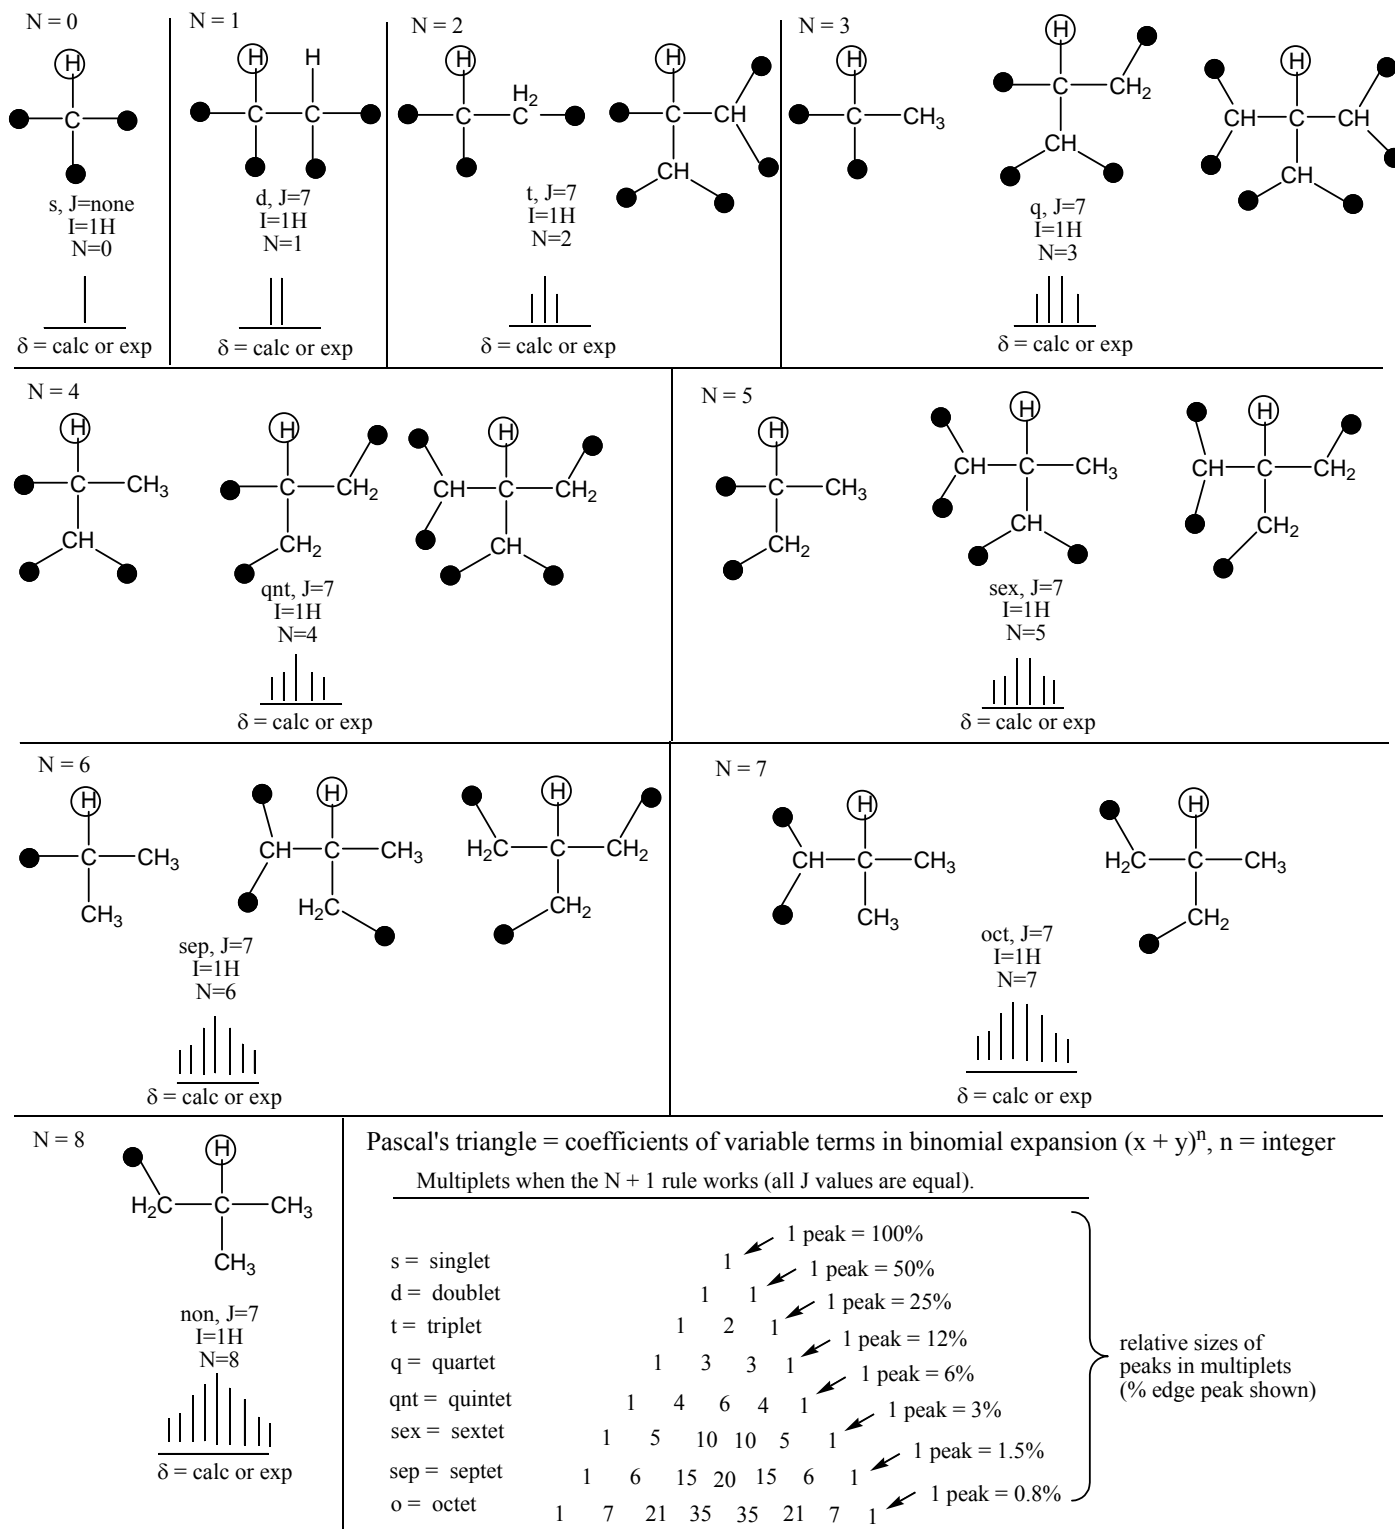 N = 0
H
C
s, J=none
I=1H
N=0
δ = calc or exp
N = 1
H H
C C
d, J=7
I=1H
N=1
δ = calc or exp
N = 2
H
H2
C C
H
C CH
CH
t, J=7
I=1H
N=2
δ = calc or exp
N = 3
H
C CH3
H
C CH2
CH
H
CH C CH
CH
q, J=7
I=1H
N=3
δ = calc or exp
N = 4
H
C CH3
CH
H
C CH2
CH2
H
CH C CH2
CH
qnt, J=7
I=1H
N=4
δ = calc or exp
N = 5
H
C CH3
CH2
H
CH C CH3
CH
H
CH C CH2
CH2
sex, J=7
I=1H
N=5
δ = calc or exp
N = 6
H
C CH3
CH3
H
CH C CH3
H2C
H
H2C C CH2
CH2
sep, J=7
I=1H
N=6
δ = calc or exp
N = 7
H
CH C CH3
CH3
H
H2C C CH3
CH2
oct, J=7
I=1H
N=7
δ = calc or exp
N = 8
H
H2C C CH3
CH3
non, J=7
I=1H
N=8
δ = calc or exp
Pascal's triangle = coefficients of variable terms in binomial expansion (x + y)n, n = integer
Multiplets when the N + 1 rule works (all J values are equal).
s = singlet 1 1 peak = 100%
d = doublet 1 1 1 peak = 50%
t = triplet 1 2 1 1 peak = 25%
q = quartet 1 3 3 1 1 peak = 12%
qnt = quintet 1 4 6 4 1 1 peak = 6%
sex = sextet 1 5 10 10 5 1 1 peak = 3%
sep = septet 1 6 15 20 15 6 1 1 peak = 1.5%
o = octet 1 7 21 35 35 21 7 1 1 peak = 0.8%
relative sizes of
peaks in multiplets
(% edge peak shown)